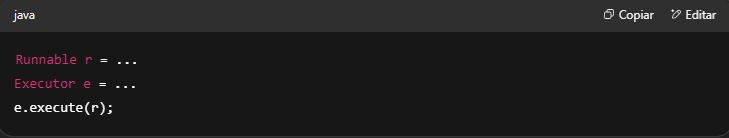 java
Copiar
Editar
Runnable r = ...
Executor e = ...
e.execute(r);